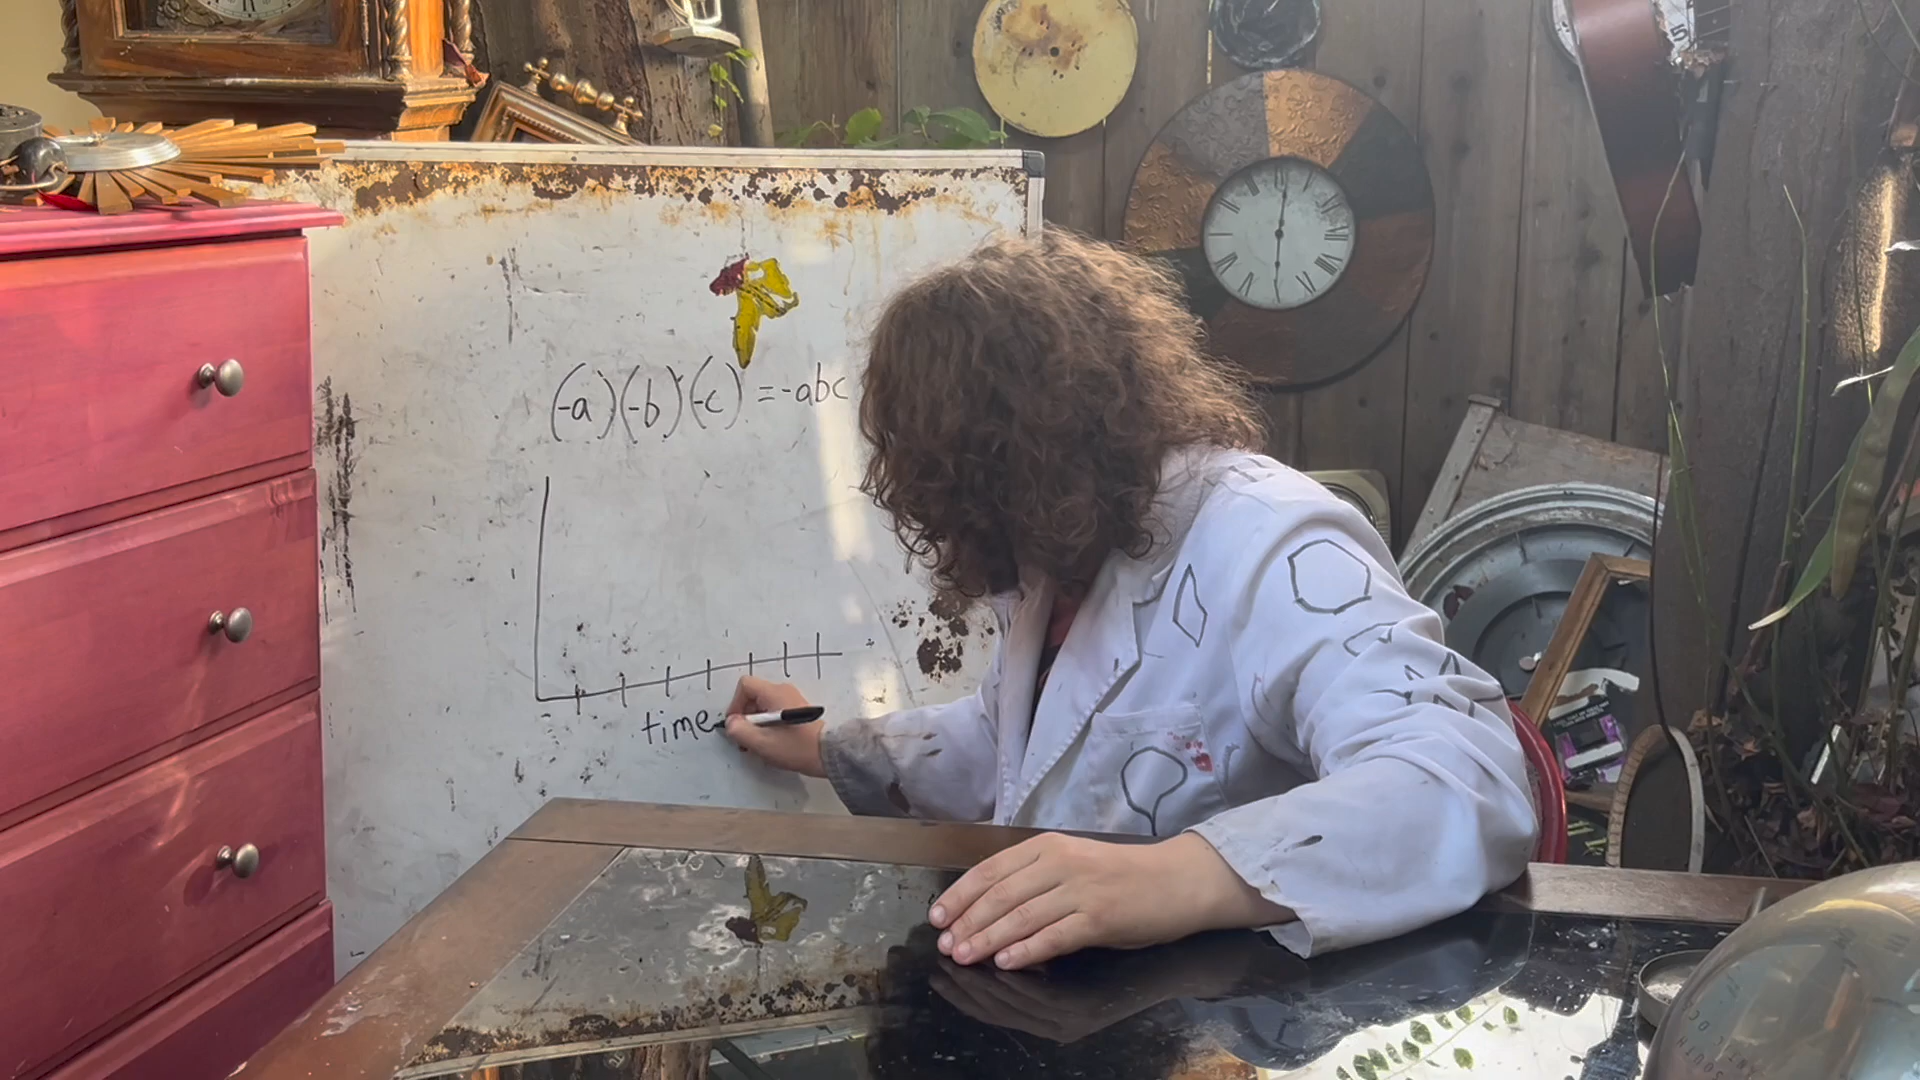 (-a)(-b)(-c) = -abc
time